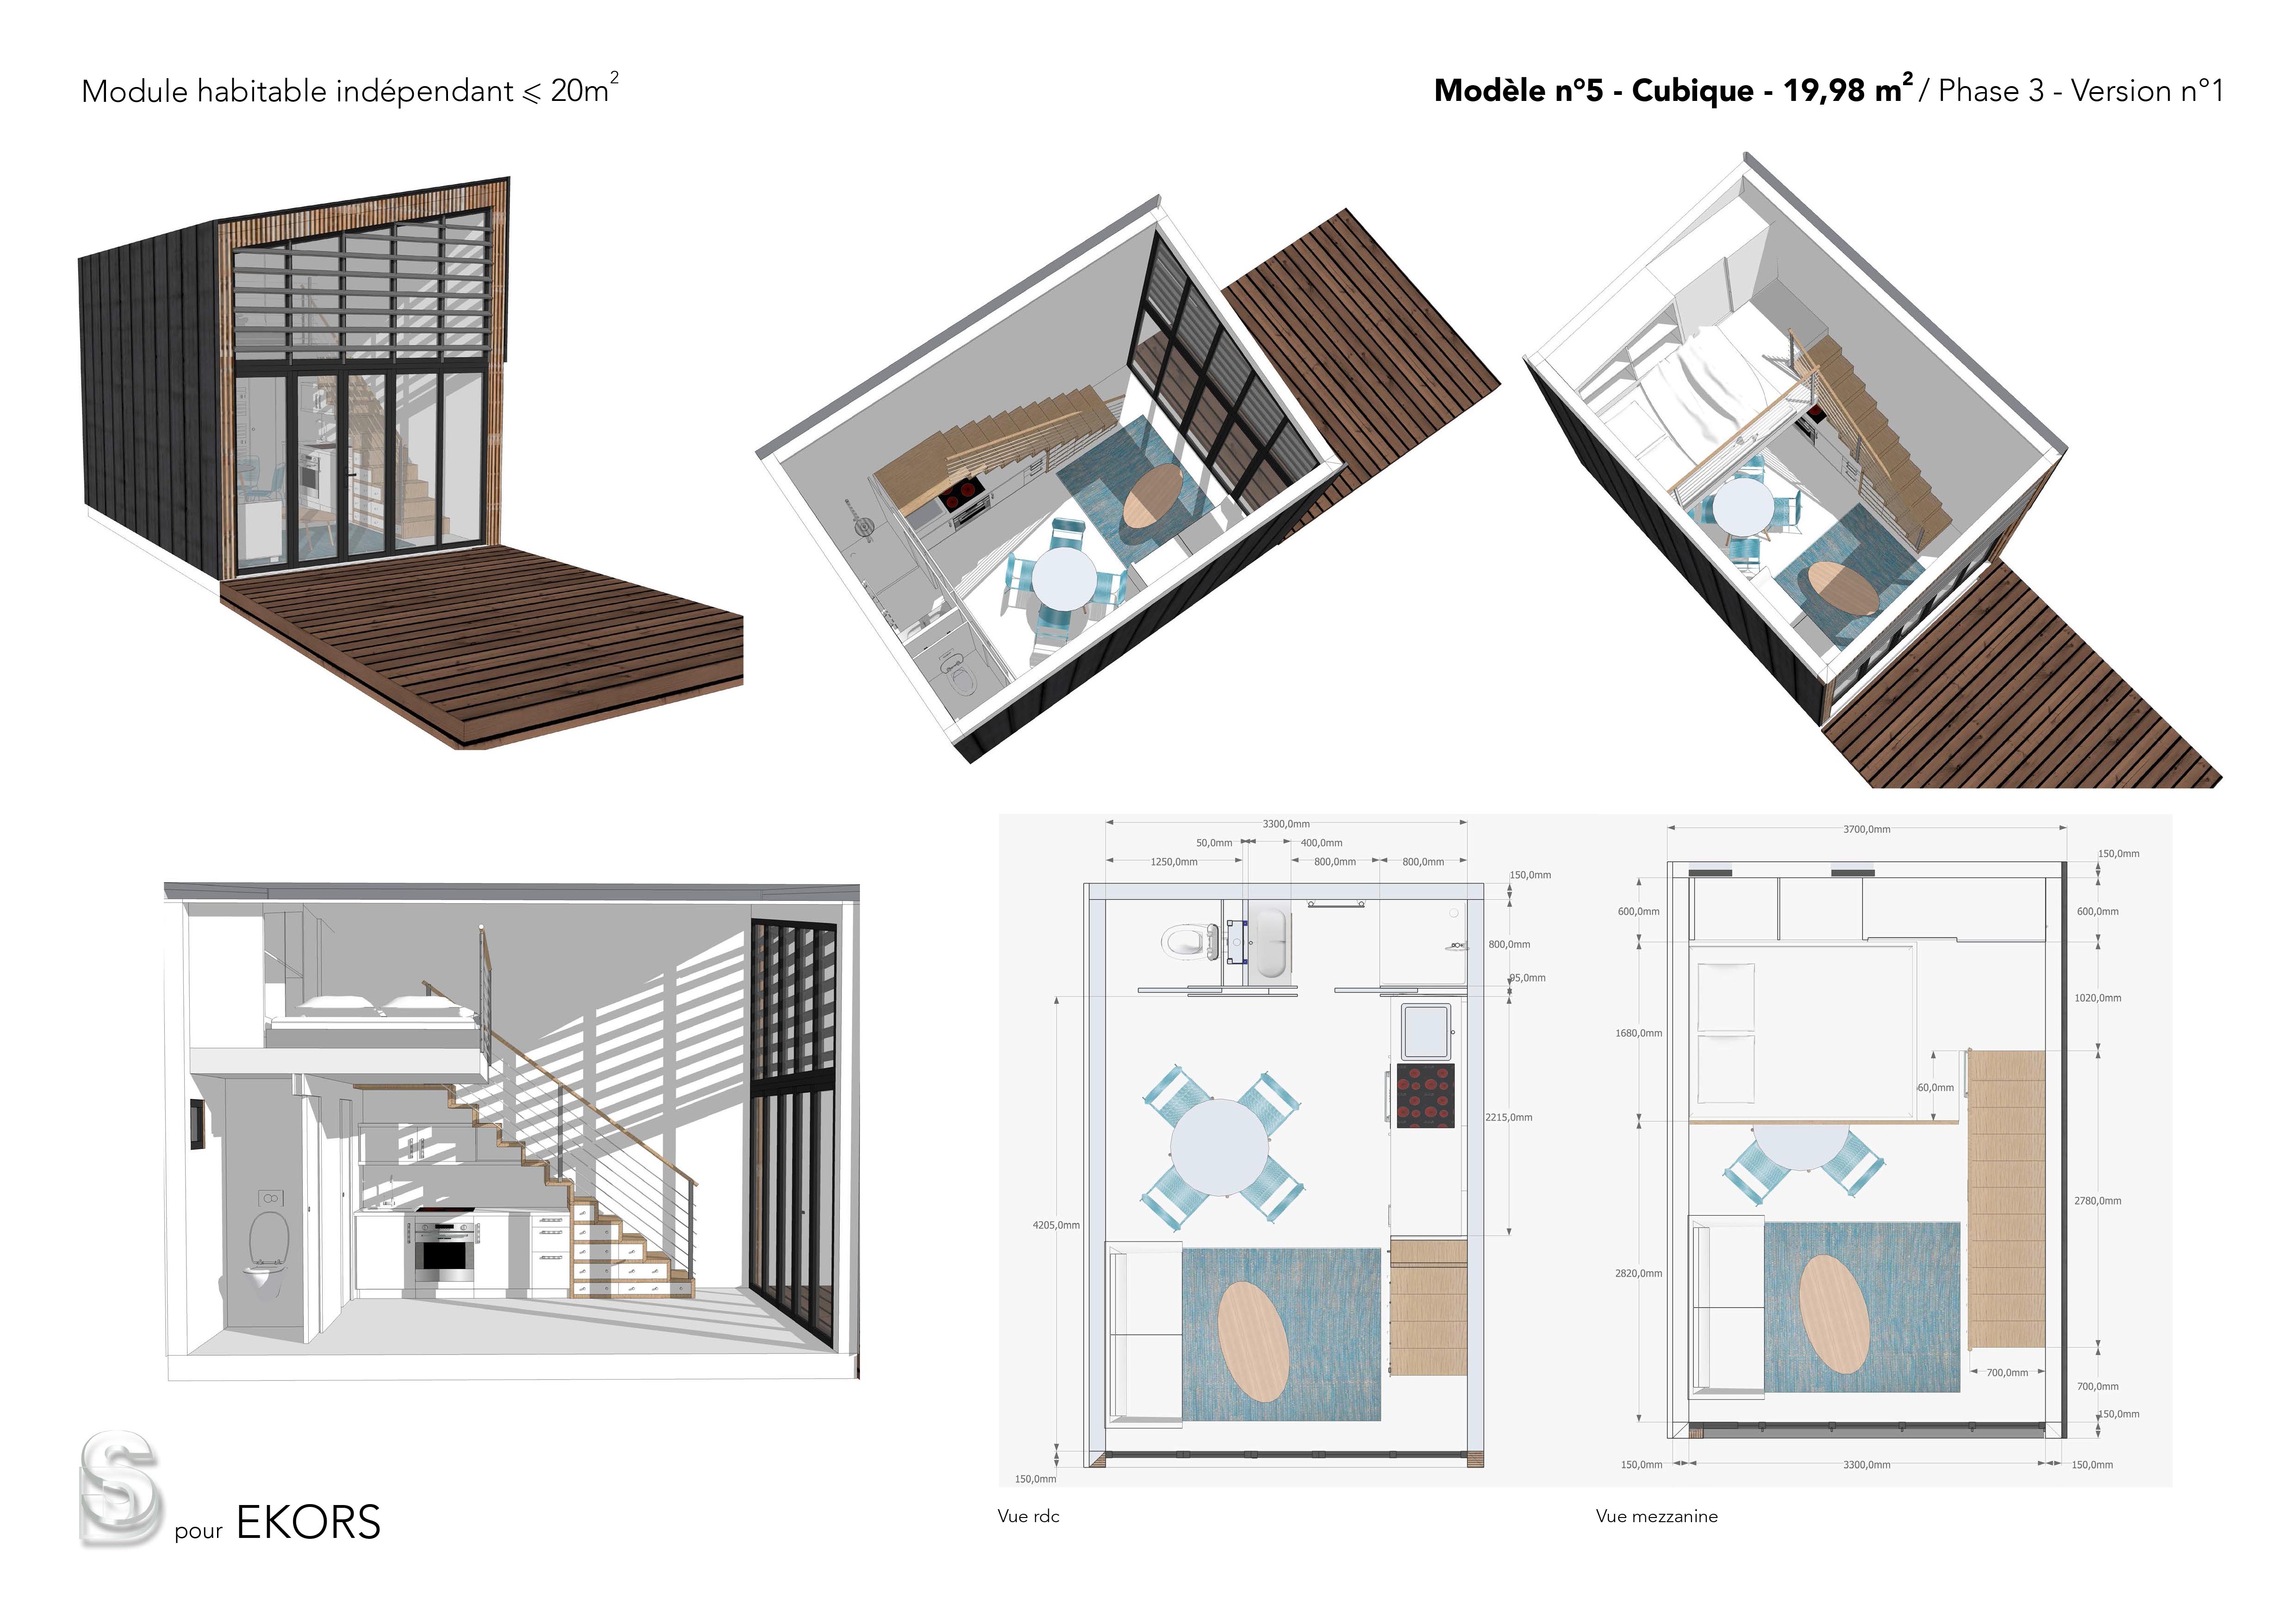 Module habitable indépendant ⩽ 20m²
Modèle n°5 - Cubique - 19,98 m² / Phase 3 - Version n°1
3300,0mm
50,0mm
400,0mm
1250,0mm
800,0mm
800,0mm
150,0mm
800,0mm
95,0mm
2215,0mm
4205,0mm
150,0mm
3700,0mm
150,0mm
600,0mm
600,0mm
1020,0mm
1680,0mm
60,0mm
2780,0mm
2820,0mm
700,0mm
700,0mm
150,0mm
150,0mm
3300,0mm
150,0mm
Vue rdc
Vue mezzanine
pour EKORS